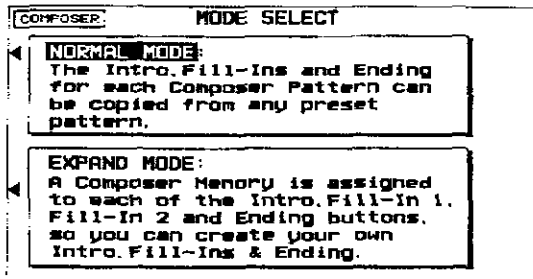 COMPOSER MODE SELECT
NORMAL MODE:
The Intro,Fill-Ins and Ending
for each Composer Pattern can
be copied from any preset
pattern.
EXPAND MODE:
A Composer Memory is assigned
to each of the Intro,Fill-In 1,
Fill-In 2 and Ending buttons,
so you can create your own
Intro,Fill-Ins & Ending.